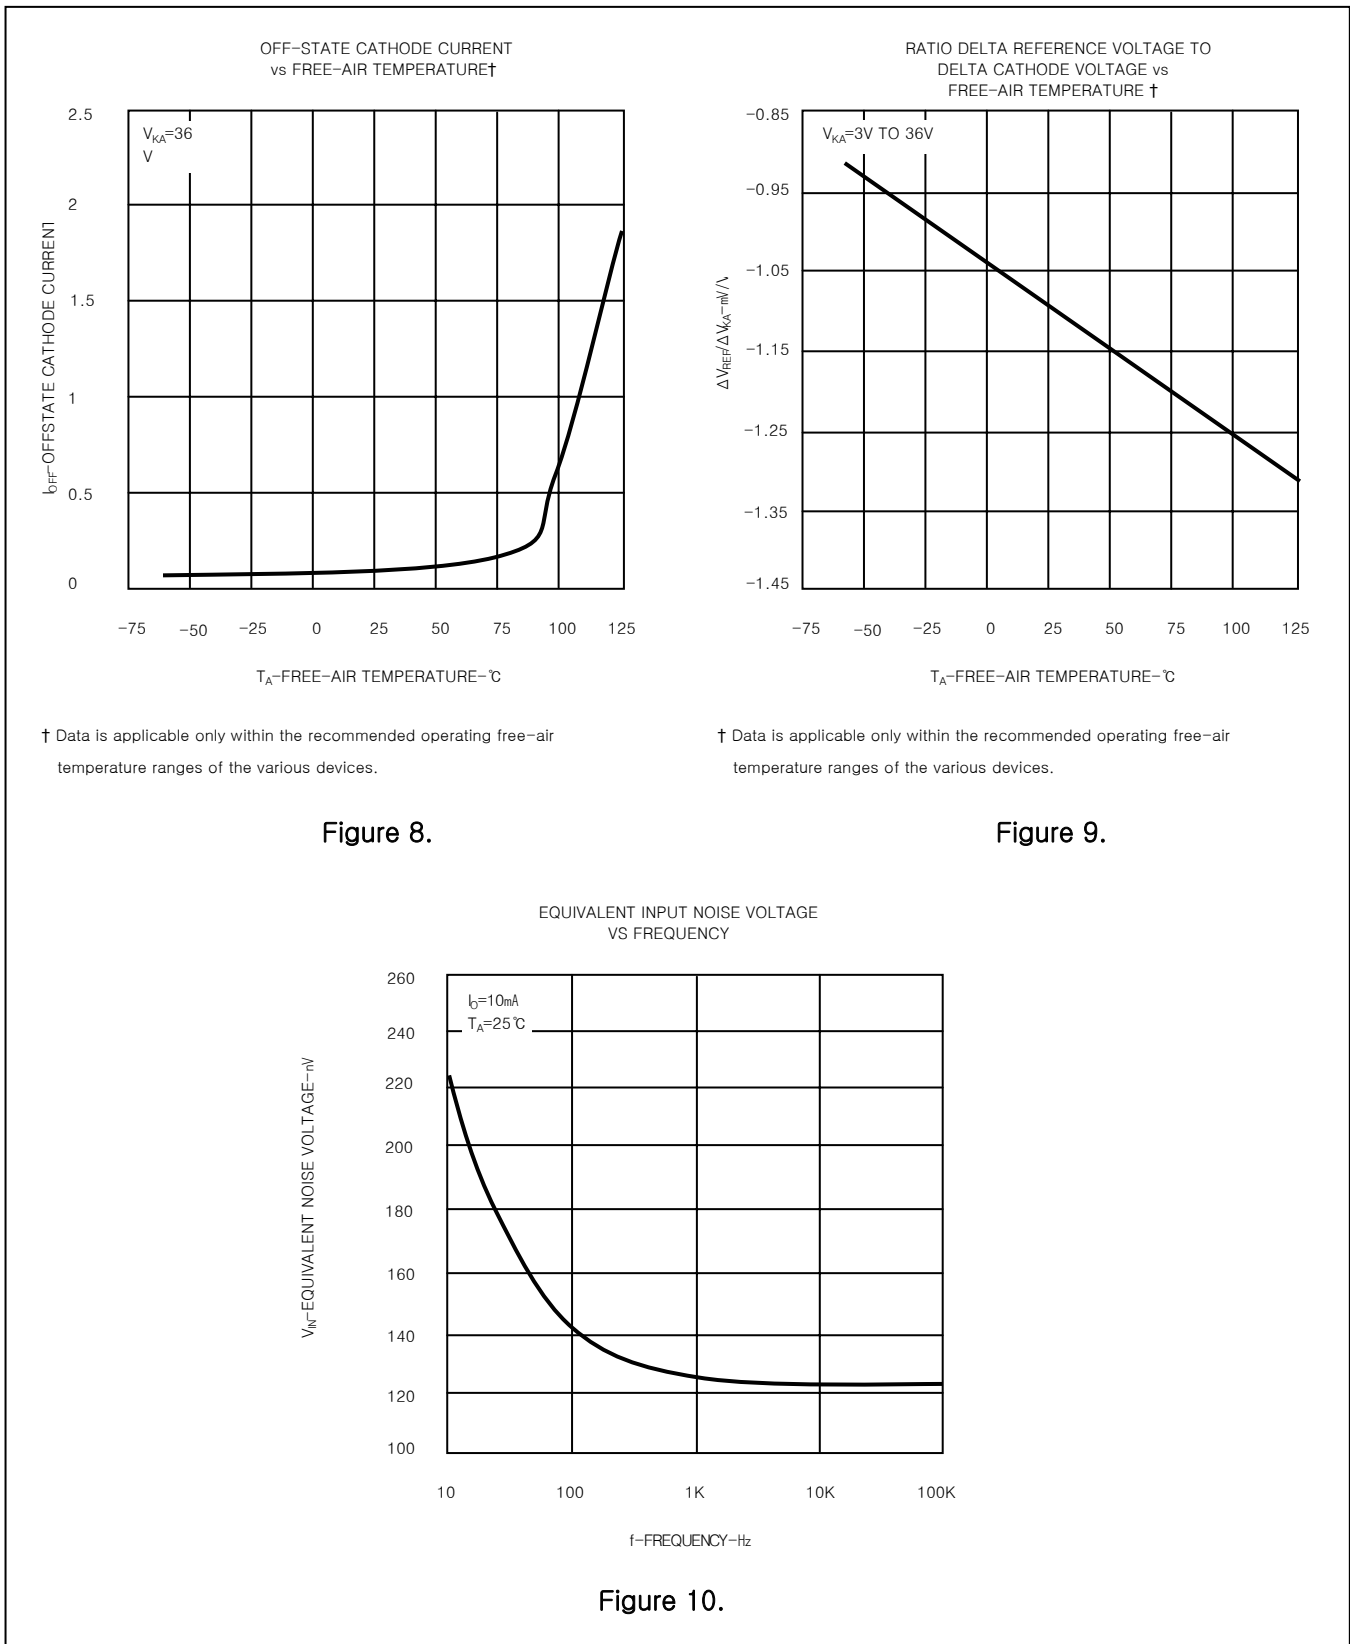 OFF-STATE CATHODE CURRENT
vs FREE-AIR TEMPERATURE†
2.5
2
1.5
1
0.5
0
V_KA=36
V
I_OFF-OFFSTATE CATHODE CURRENT
-75 -50 -25 0 25 50 75 100 125
T_A-FREE-AIR TEMPERATURE-℃
† Data is applicable only within the recommended operating free-air
temperature ranges of the various devices.
Figure 8.
RATIO DELTA REFERENCE VOLTAGE TO
DELTA CATHODE VOLTAGE vs
FREE-AIR TEMPERATURE †
-0.85
-0.95
-1.05
-1.15
-1.25
-1.35
-1.45
V_KA=3V TO 36V
ΔV_REF/ΔV_KA-mV/V
-75 -50 -25 0 25 50 75 100 125
T_A-FREE-AIR TEMPERATURE-℃
† Data is applicable only within the recommended operating free-air
temperature ranges of the various devices.
Figure 9.
EQUIVALENT INPUT NOISE VOLTAGE
VS FREQUENCY
260
240
220
200
180
160
140
120
100
I_O=10mA
T_A=25℃
V_IN-EQUIVALENT NOISE VOLTAGE-nV
10 100 1K 10K 100K
f-FREQUENCY-Hz
Figure 10.